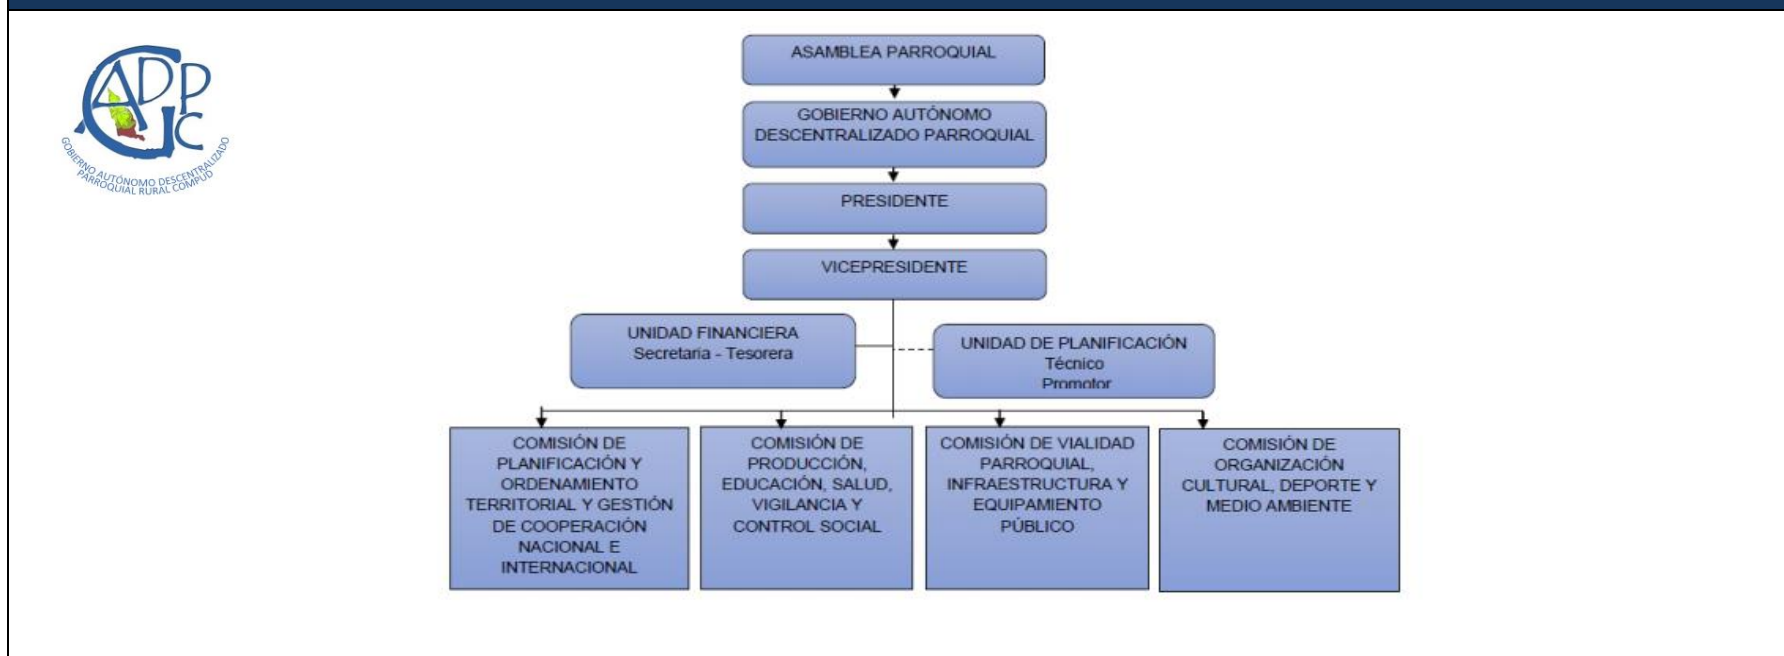 GADPC
GOBIERNO AUTÓNOMO DESCENTRALIZADO
PARROQUIAL RURAL COMPUD
ASAMBLEA PARROQUIAL
GOBIERNO AUTÓNOMO
DESCENTRALIZADO PARROQUIAL
PRESIDENTE
VICEPRESIDENTE
UNIDAD FINANCIERA
Secretaria - Tesorera
UNIDAD DE PLANIFICACIÓN
Técnico
Promotor
COMISIÓN DE
PLANIFICACIÓN Y
ORDENAMIENTO
TERRITORIAL Y GESTIÓN
DE COOPERACIÓN
NACIONAL E
INTERNACIONAL
COMISIÓN DE
PRODUCCIÓN,
EDUCACIÓN, SALUD,
VIGILANCIA Y
CONTROL SOCIAL
COMISIÓN DE VIALIDAD
PARROQUIAL,
INFRAESTRUCTURA Y
EQUIPAMIENTO
PÚBLICO
COMISIÓN DE
ORGANIZACIÓN
CULTURAL, DEPORTE Y
MEDIO AMBIENTE